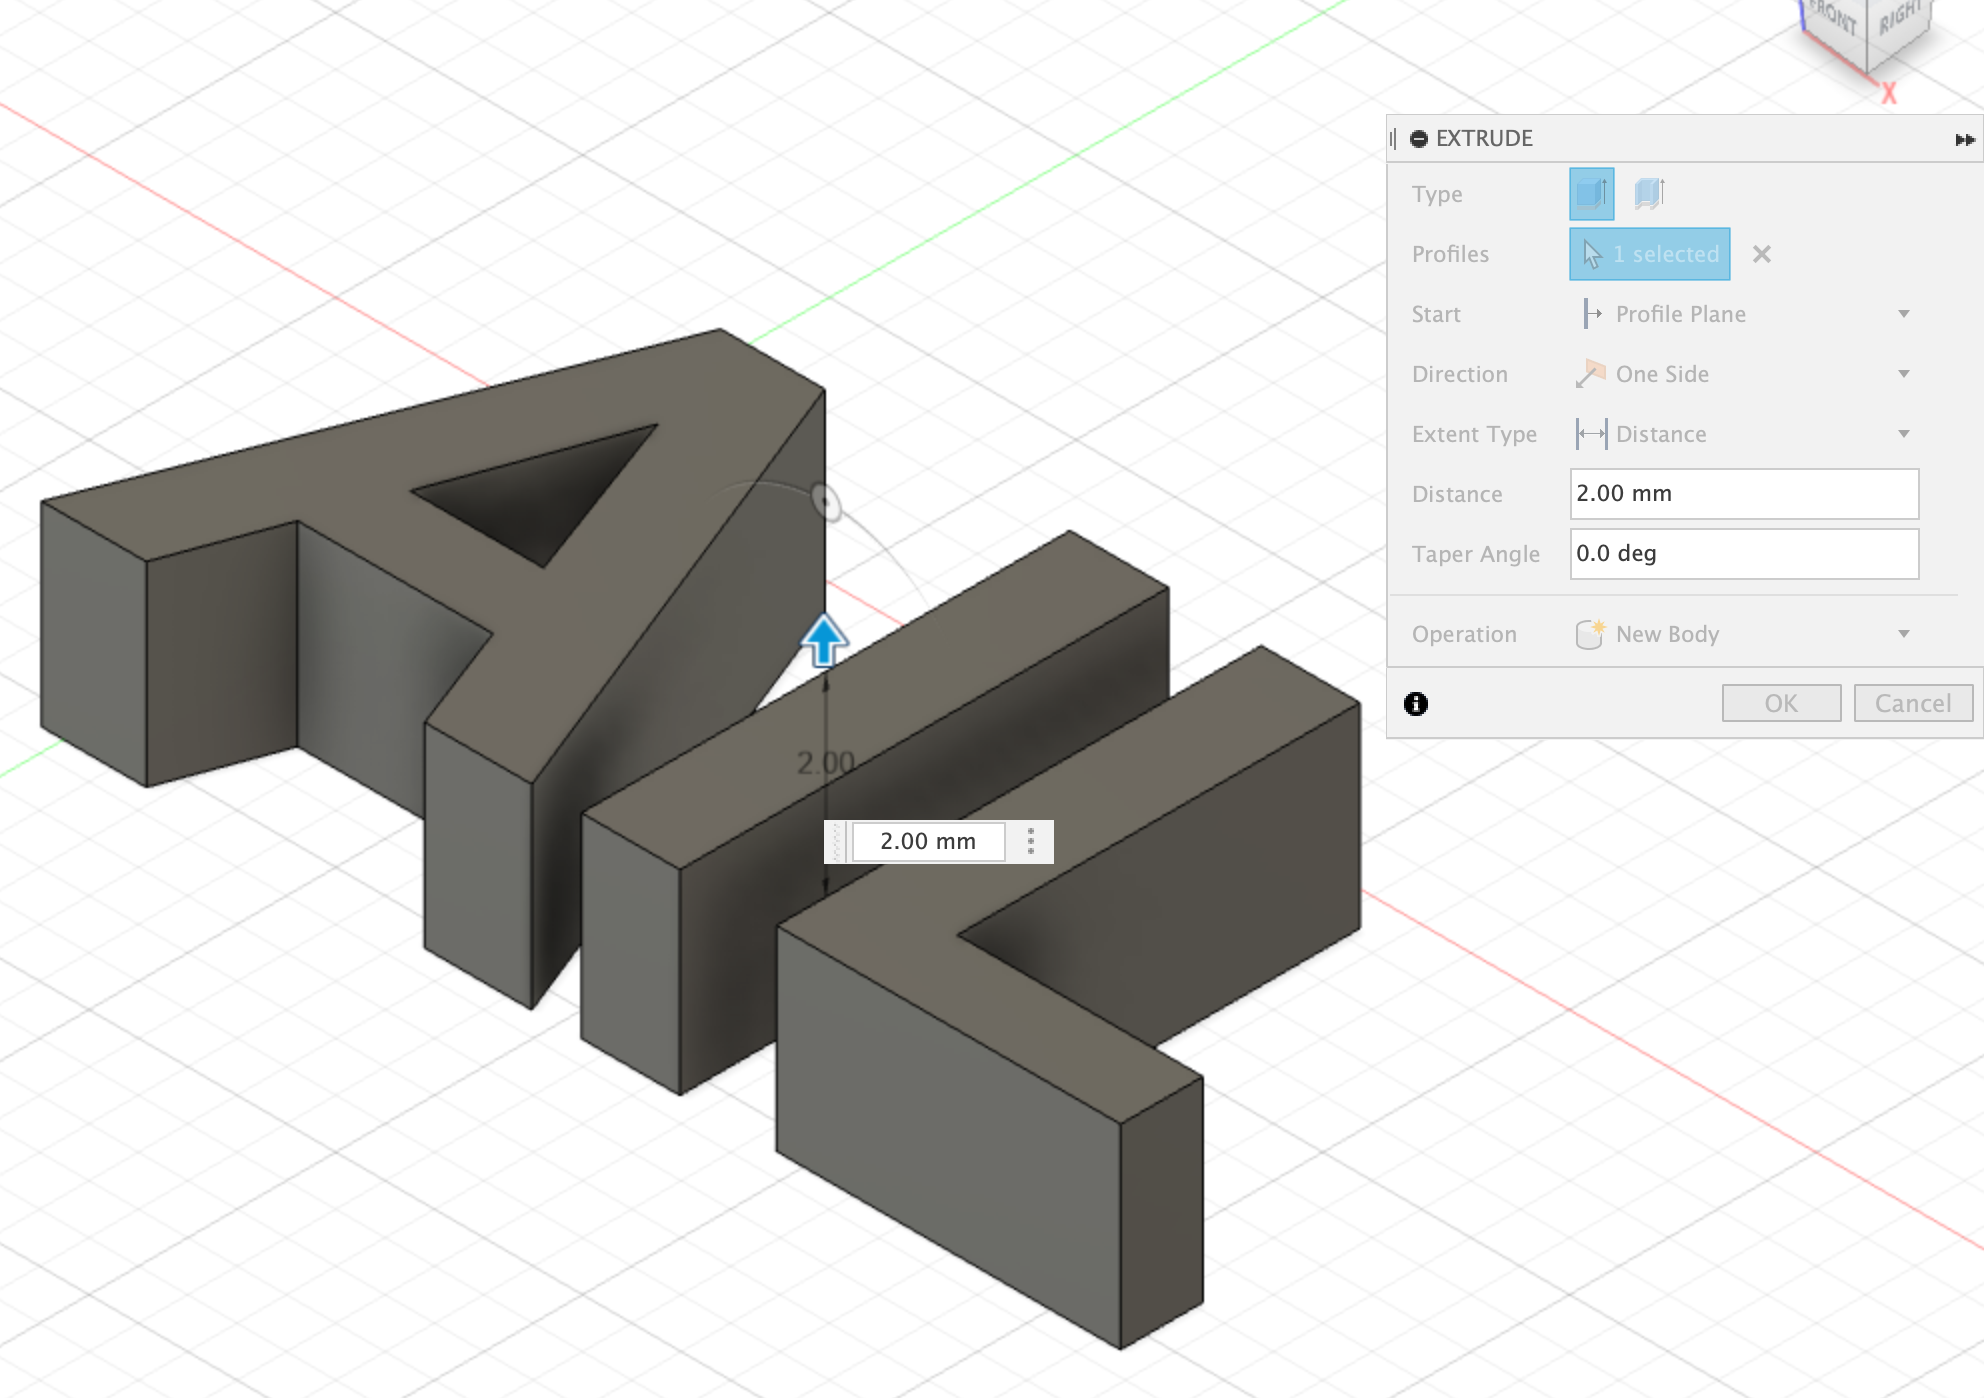 FRONT
RIGHT
X
EXTRUDE
Type
Profiles 1 selected
Start Profile Plane
Direction One Side
Extent Type Distance
Distance 2.00 mm
Taper Angle 0.0 deg
Operation New Body
OK Cancel
AIL
2.00
2.00 mm